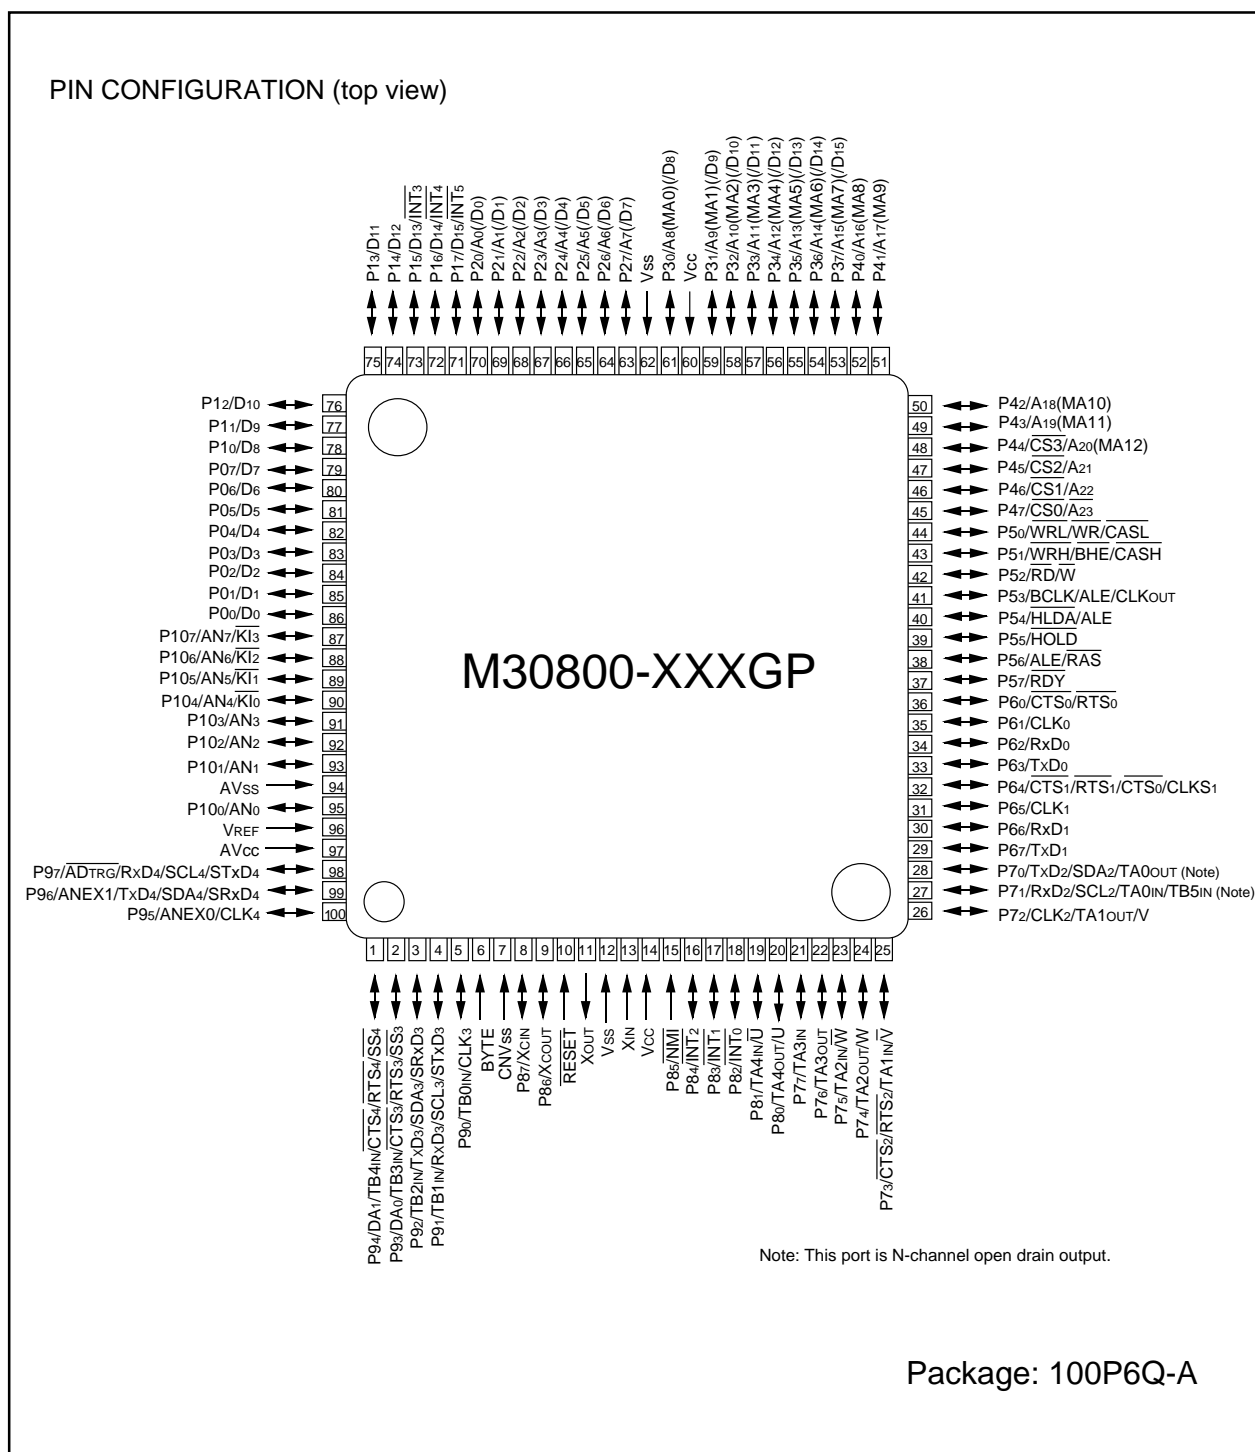 PIN CONFIGURATION (top view)
P13/D11
P14/D12
P15/D13/INT3
P16/D14/INT4
P17/D15/INT5
P20/A0(/D0)
P21/A1(/D1)
P22/A2(/D2)
P23/A3(/D3)
P24/A4(/D4)
P25/A5(/D5)
P26/A6(/D6)
P27/A7(/D7)
Vss
P30/A8(MA0)(/D8)
Vcc
P31/A9(MA1)(/D9)
P32/A10(MA2)(/D10)
P33/A11(MA3)(/D11)
P34/A12(MA4)(/D12)
P35/A13(MA5)(/D13)
P36/A14(MA6)(/D14)
P37/A15(MA7)(/D15)
P40/A16(MA8)
P41/A17(MA9)
75 74 73 72 71 70 69 68 67 66 65 64 63 62 61 60 59 58 57 56 55 54 53 52 51
P12/D10 76
P11/D9 77
P10/D8 78
P07/D7 79
P06/D6 80
P05/D5 81
P04/D4 82
P03/D3 83
P02/D2 84
P01/D1 85
P00/D0 86
P107/AN7/KI3 87
P106/AN6/KI2 88
P105/AN5/KI1 89
P104/AN4/KI0 90
P103/AN3 91
P102/AN2 92
P101/AN1 93
AVSS 94
P100/AN0 95
VREF 96
AVcc 97
P97/ADTRG/RxD4/SCL4/STxD4 98
P96/ANEX1/TxD4/SDA4/SRxD4 99
P95/ANEX0/CLK4 100
M30800-XXXGP
50 P42/A18(MA10)
49 P43/A19(MA11)
48 P44/CS3/A20(MA12)
47 P45/CS2/A21
46 P46/CS1/A22
45 P47/CS0/A23
44 P50/WRL/WR/CASL
43 P51/WRH/BHE/CASH
42 P52/RD/W
41 P53/BCLK/ALE/CLKOUT
40 P54/HLDA/ALE
39 P55/HOLD
38 P56/ALE/RAS
37 P57/RDY
36 P60/CTS0/RTS0
35 P61/CLK0
34 P62/RxD0
33 P63/TxD0
32 P64/CTS1/RTS1/CTS0/CLKS1
31 P65/CLK1
30 P66/RxD1
29 P67/TxD1
28 P70/TxD2/SDA2/TA0OUT (Note)
27 P71/RxD2/SCL2/TA0IN/TB5IN (Note)
26 P72/CLK2/TA1OUT/V
1 2 3 4 5 6 7 8 9 10 11 12 13 14 15 16 17 18 19 20 21 22 23 24 25
P94/DA1/TB4IN/CTS4/RTS4/SS4
P93/DA0/TB3IN/CTS3/RTS3/SS3
P92/TB2IN/TxD3/SDA3/SRxD3
P91/TB1IN/RxD3/SCL3/STxD3
P90/TB0IN/CLK3
BYTE
CNVss
P87/XCIN
P86/XCOUT
RESET
XOUT
VSS
XIN
VCC
P85/NMI
P84/INT2
P83/INT1
P82/INT0
P81/TA4IN/U
P80/TA4OUT/U
P77/TA3IN
P76/TA3OUT
P75/TA2IN/W
P74/TA2OUT/W
P73/CTS2/RTS2/TA1IN/V
Note: This port is N-channel open drain output.
Package: 100P6Q-A